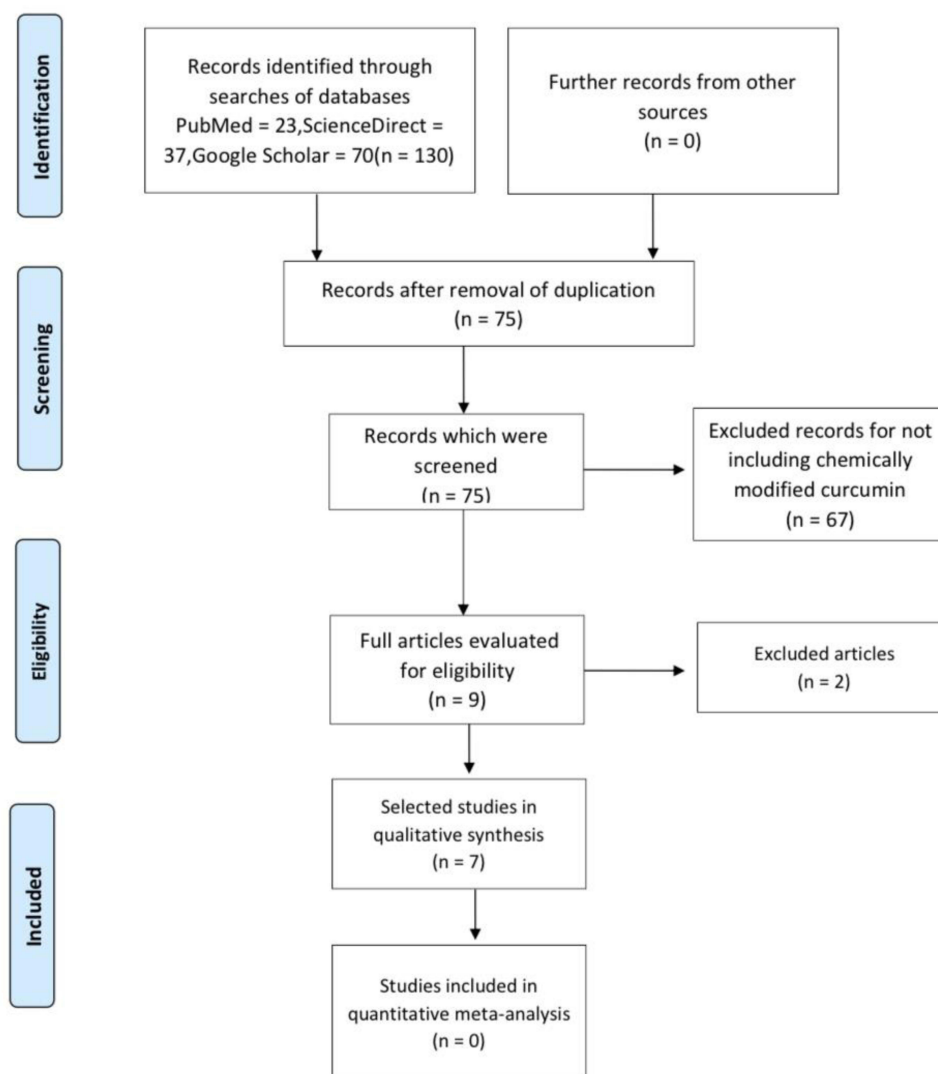 Identification
Records identified through
searches of databases
PubMed = 23,ScienceDirect =
37,Google Scholar = 70(n = 130)
Further records from other
sources
(n = 0)
Screening
Records after removal of duplication
(n = 75)
Records which were
screened
(n = 75)
Excluded records for not
including chemically
modified curcumin
(n = 67)
Eligibility
Full articles evaluated
for eligibility
(n = 9)
Excluded articles
(n = 2)
Included
Selected studies in
qualitative synthesis
(n = 7)
Studies included in
quantitative meta-analysis
(n = 0)